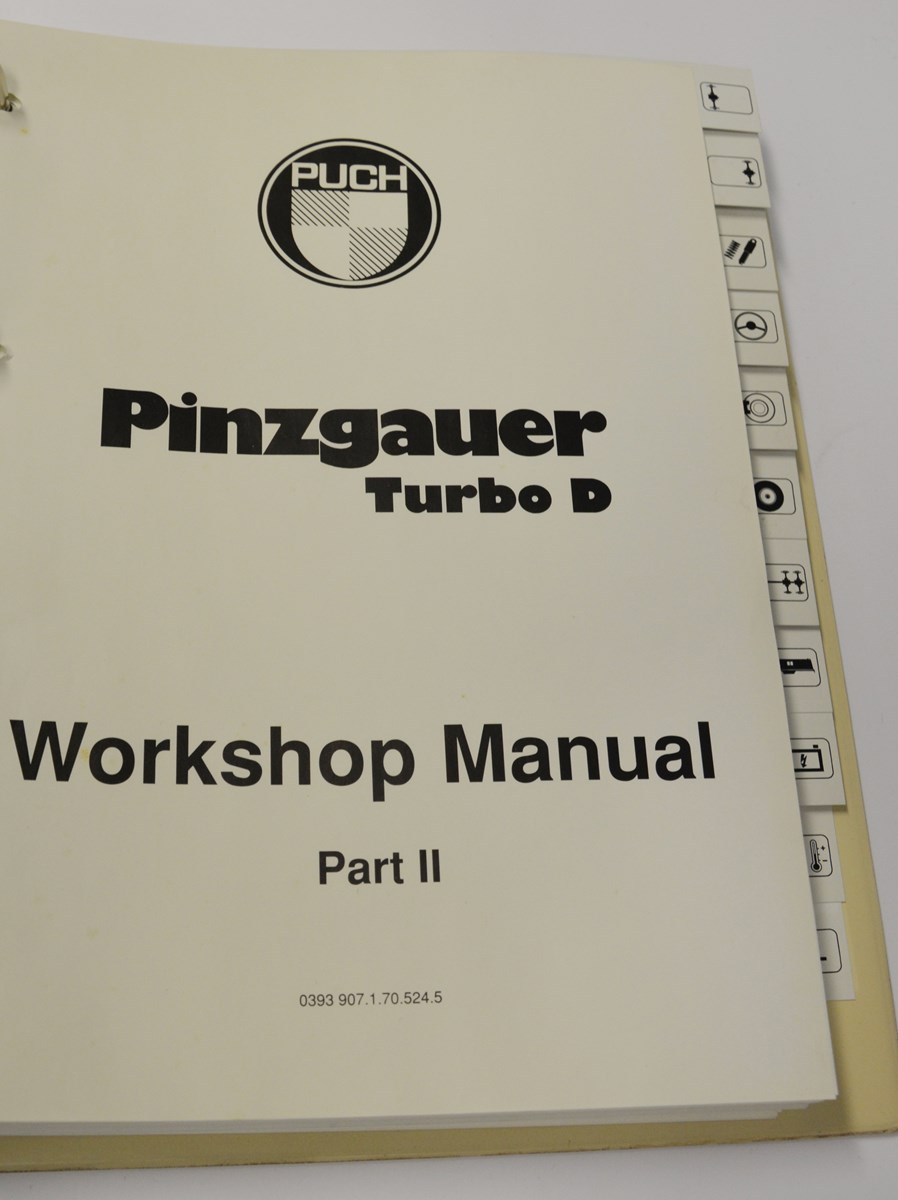 PUCH
Pinzgauer
Turbo D
Workshop Manual
Part II
0393 907.1.70.524.5